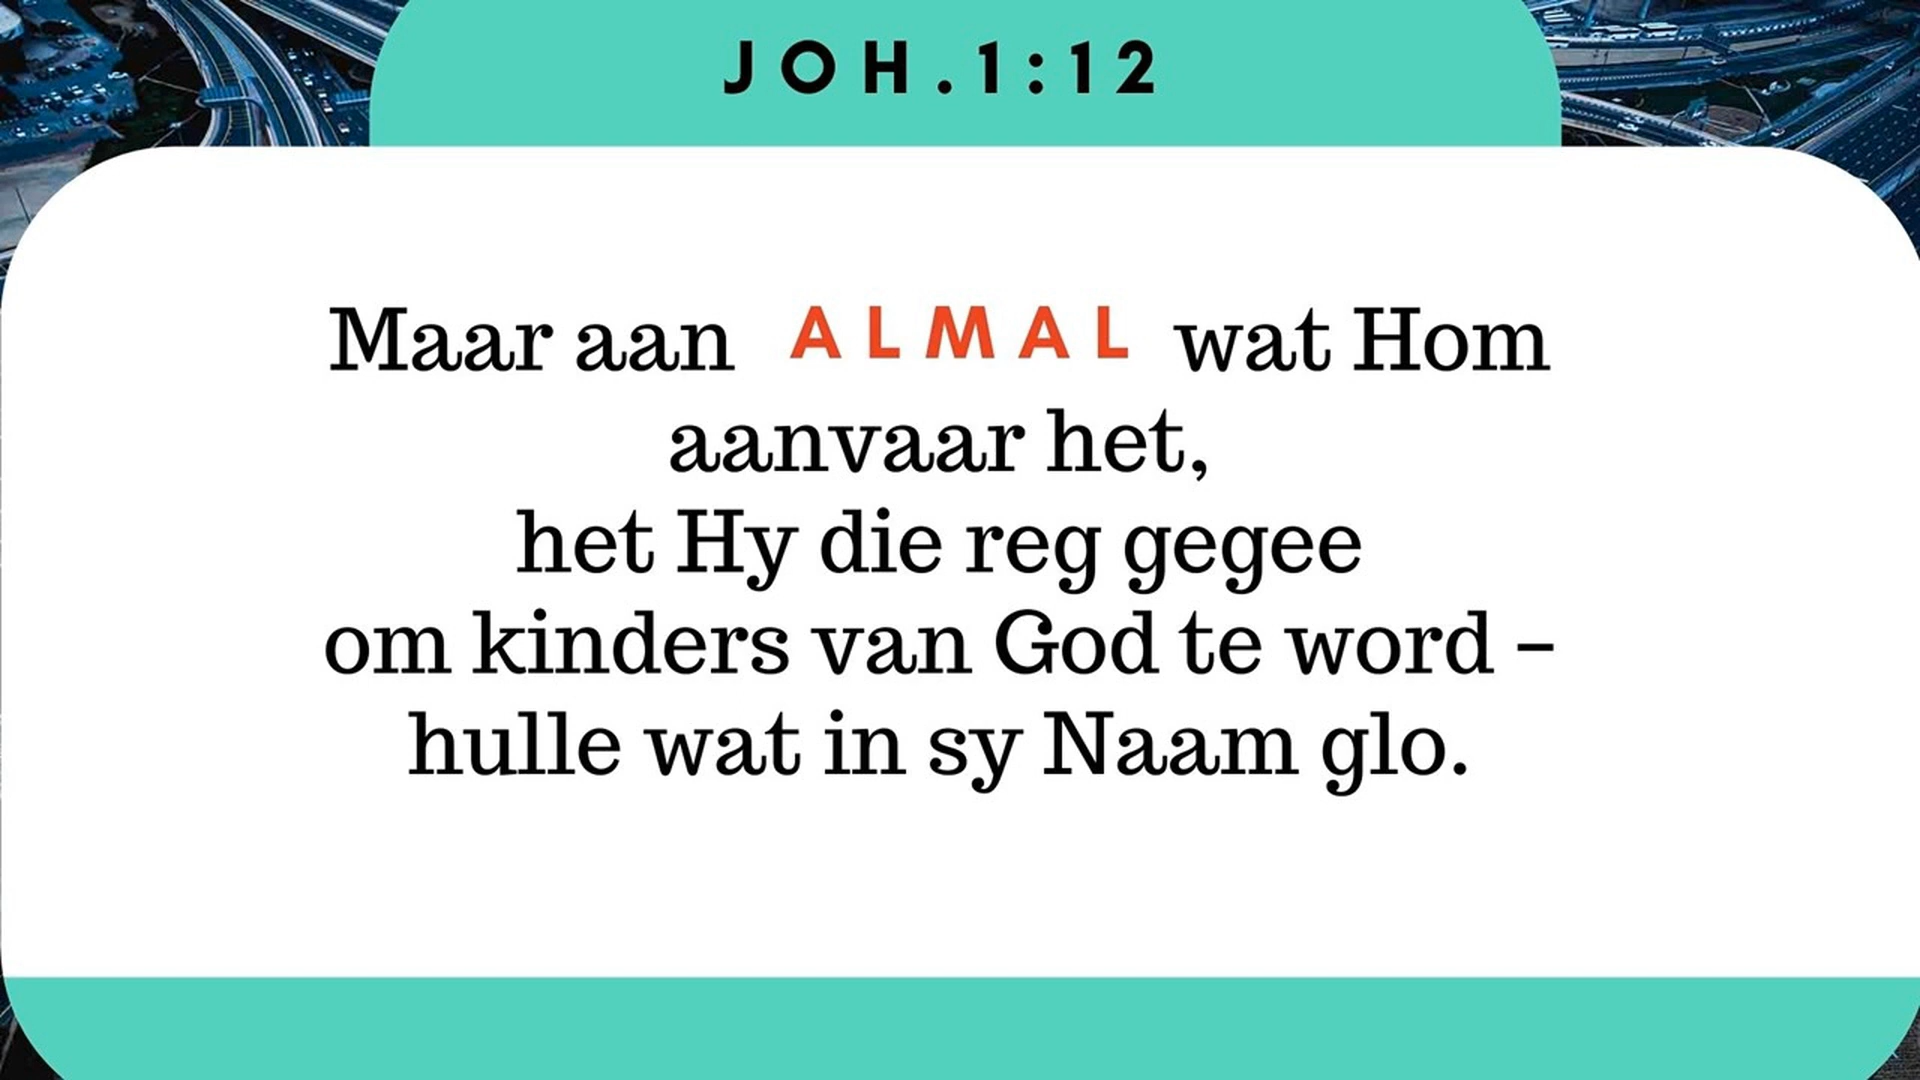 JOH.1:12
Maar aan ALMAL wat Hom
aanvaar het,
het Hy die reg gegee
om kinders van God te word –
hulle wat in sy Naam glo.